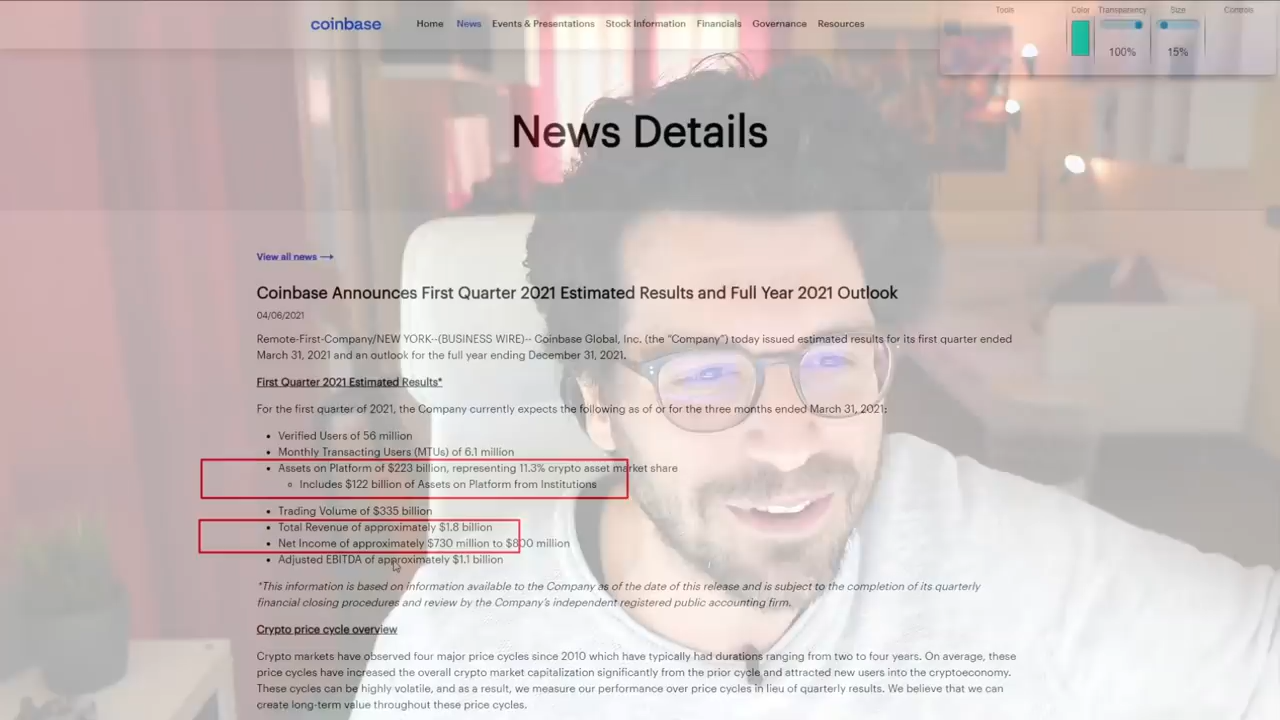 coinbase Home News Events & Presentations Stock Information Financials Governance Resources
Tools Color Transparency Size Controls
100% 15%
News Details
View all news →
Coinbase Announces First Quarter 2021 Estimated Results and Full Year 2021 Outlook
04/06/2021
Remote-First-Company/NEW YORK--(BUSINESS WIRE)-- Coinbase Global, Inc. (the "Company") today issued estimated results for its first quarter ended
March 31, 2021 and an outlook for the full year ending December 31, 2021.
First Quarter 2021 Estimated Results*
For the first quarter of 2021, the Company currently expects the following as of or for the three months ended March 31, 2021:
• Verified Users of 56 million
• Monthly Transacting Users (MTUs) of 6.1 million
• Assets on Platform of $223 billion, representing 11.3% crypto asset market share
◦ Includes $122 billion of Assets on Platform from Institutions
• Trading Volume of $335 billion
• Total Revenue of approximately $1.8 billion
• Net Income of approximately $730 million to $800 million
• Adjusted EBITDA of approximately $1.1 billion
*This information is based on information available to the Company as of the date of this release and is subject to the completion of its quarterly
financial closing procedures and review by the Company's independent registered public accounting firm.
Crypto price cycle overview
Crypto markets have observed four major price cycles since 2010 which have typically had durations ranging from two to four years. On average, these
price cycles have increased the overall crypto market capitalization significantly from the prior cycle and attracted new users into the cryptoeconomy.
These cycles can be highly volatile, and as a result, we measure our performance over price cycles in lieu of quarterly results. We believe that we can
create long-term value throughout these price cycles.